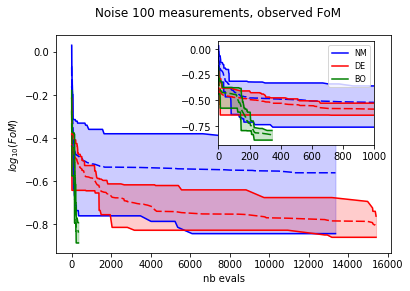 Noise 100 measurements, observed FoM
0.0
−0.2
−0.4
−0.6
−0.8
log₁₀(FoM)
0 2000 4000 6000 8000 10000 12000 14000 16000
nb evals
0.00
−0.25
−0.50
−0.75
0 200 400 600 800 1000
NM
DE
BO